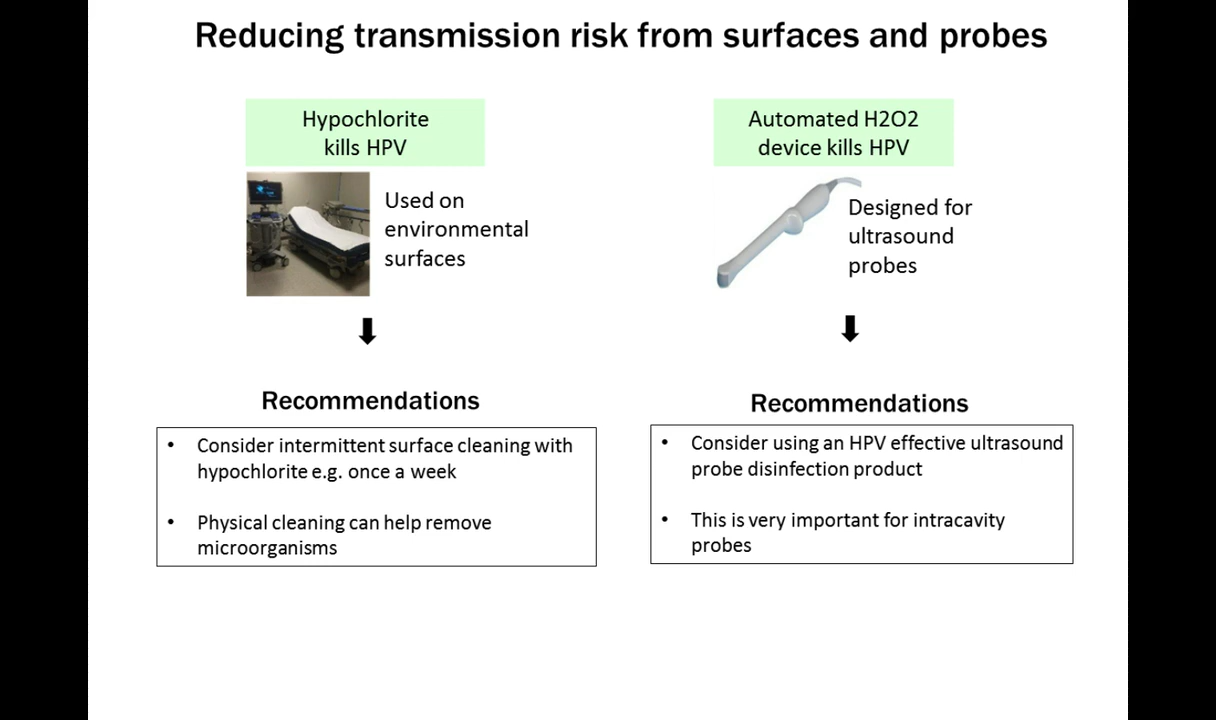 Reducing transmission risk from surfaces and probes
Hypochlorite
kills HPV
Used on
environmental
surfaces
Recommendations
• Consider intermittent surface cleaning with
hypochlorite e.g. once a week
• Physical cleaning can help remove
microorganisms
Automated H2O2
device kills HPV
Designed for
ultrasound
probes
Recommendations
• Consider using an HPV effective ultrasound
probe disinfection product
• This is very important for intracavity
probes